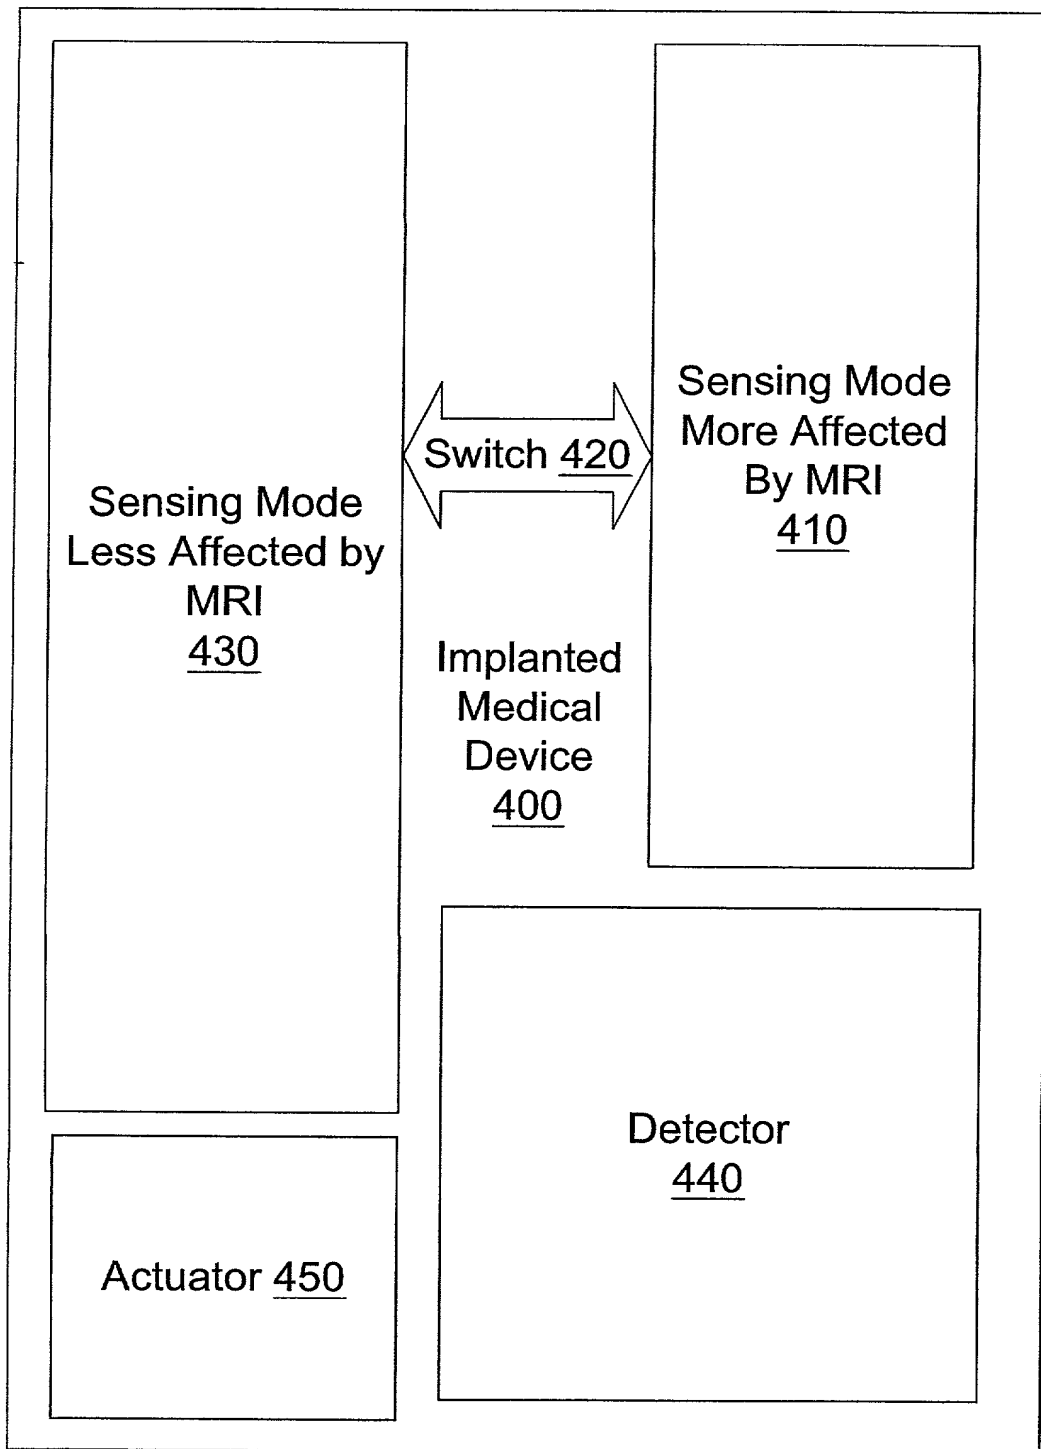 Sensing Mode
Less Affected by
MRI
430
Switch 420
Sensing Mode
More Affected
By MRI
410
Implanted
Medical
Device
400
Detector
440
Actuator 450